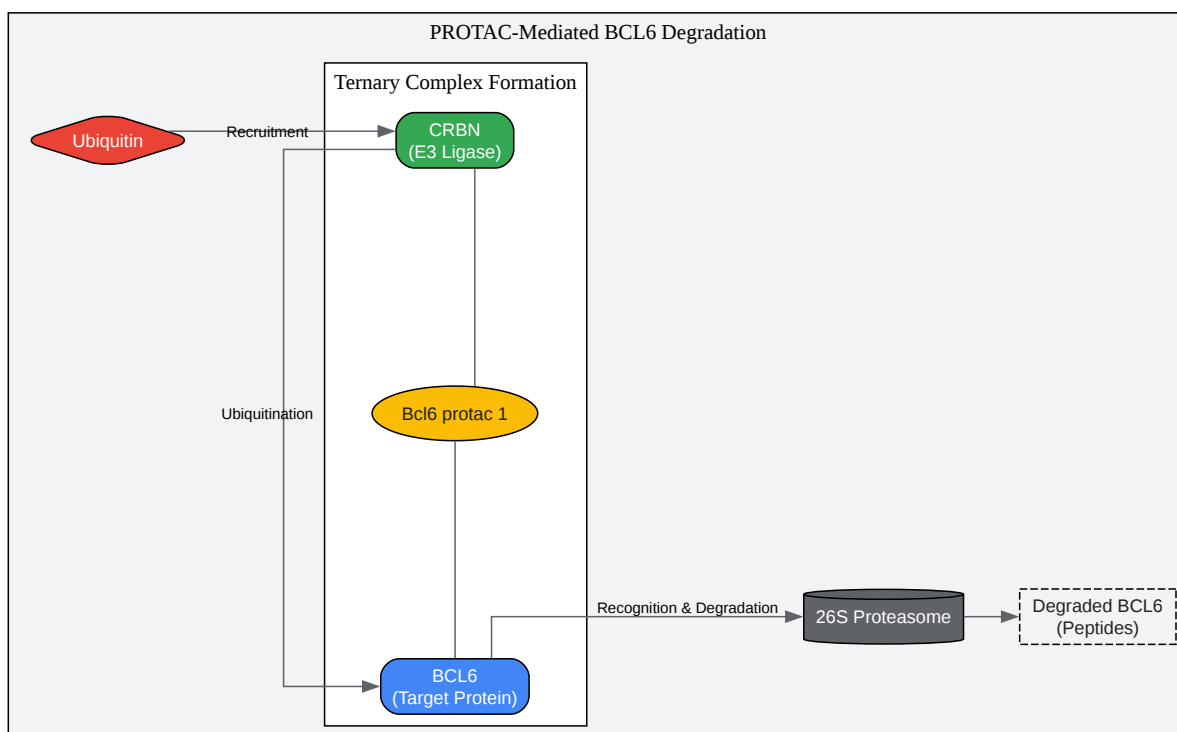 PROTAC-Mediated BCL6 Degradation
Ternary Complex Formation
Ubiquitin
Recruitment
CRBN
(E3 Ligase)
Ubiquitination
Bcl6 protac 1
Recognition & Degradation
26S Proteasome
Degraded BCL6
(Peptides)
BCL6
(Target Protein)